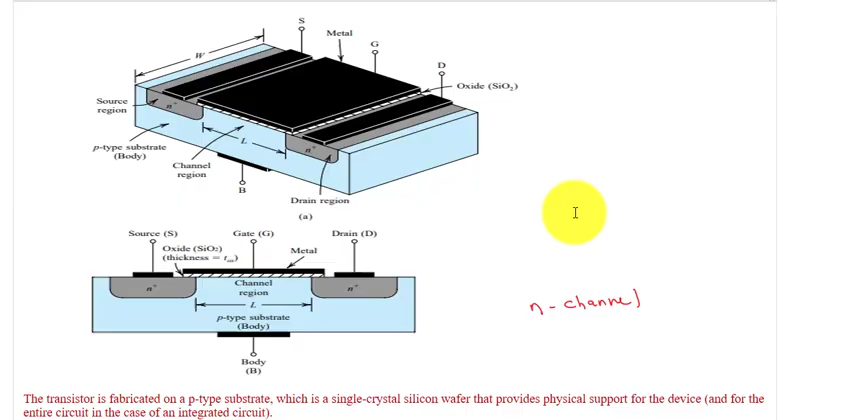 S
Metal
G
W
D
Oxide (SiO₂)
Source
region
n⁺
L
p-type substrate
(Body)
Channel
region
n⁺
B
Drain region
(a)
Source (S)
Gate (G)
Drain (D)
Oxide (SiO₂)
(thickness = tₒₓ)
Metal
n⁺
Channel
region
n⁺
L
p-type substrate
(Body)
Body
(B)
n - channel
The transistor is fabricated on a p-type substrate, which is a single-crystal silicon wafer that provides physical support for the device (and for the
entire circuit in the case of an integrated circuit).